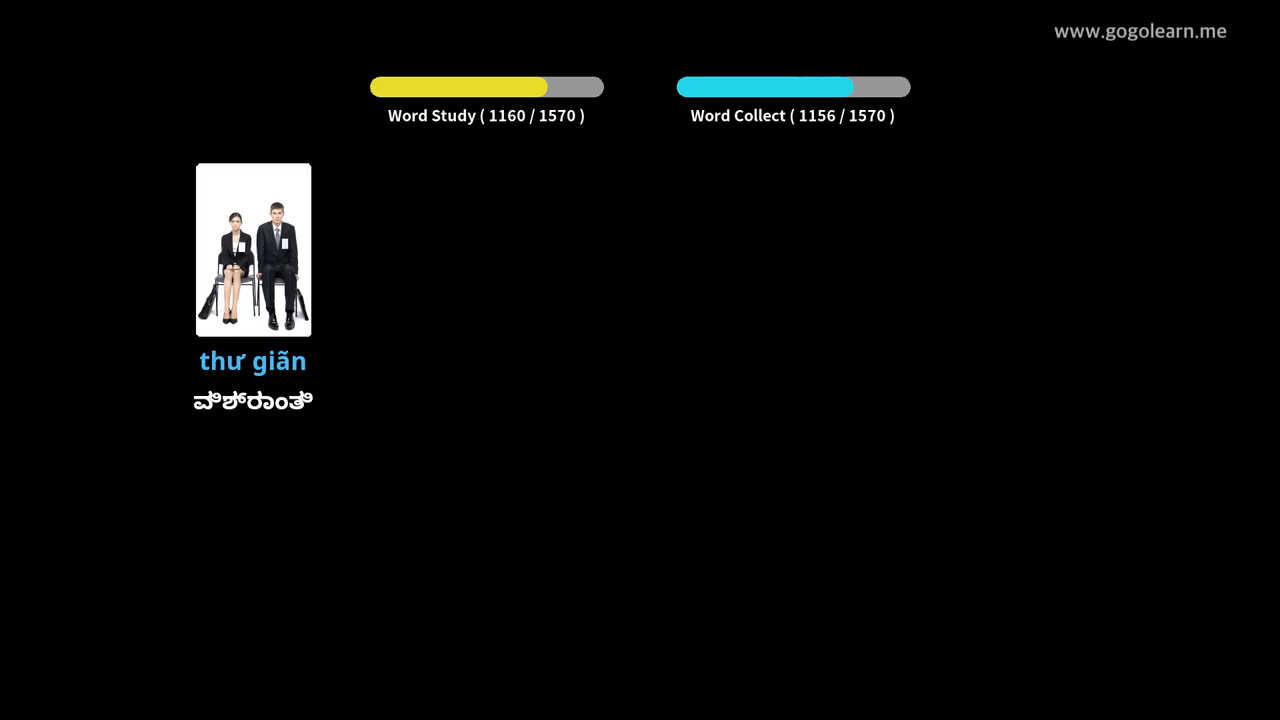 www.gogolearn.me
Word Study ( 1160 / 1570 )
Word Collect ( 1156 / 1570 )
thư giãn
ವಿಶ್ರಾಂತಿ